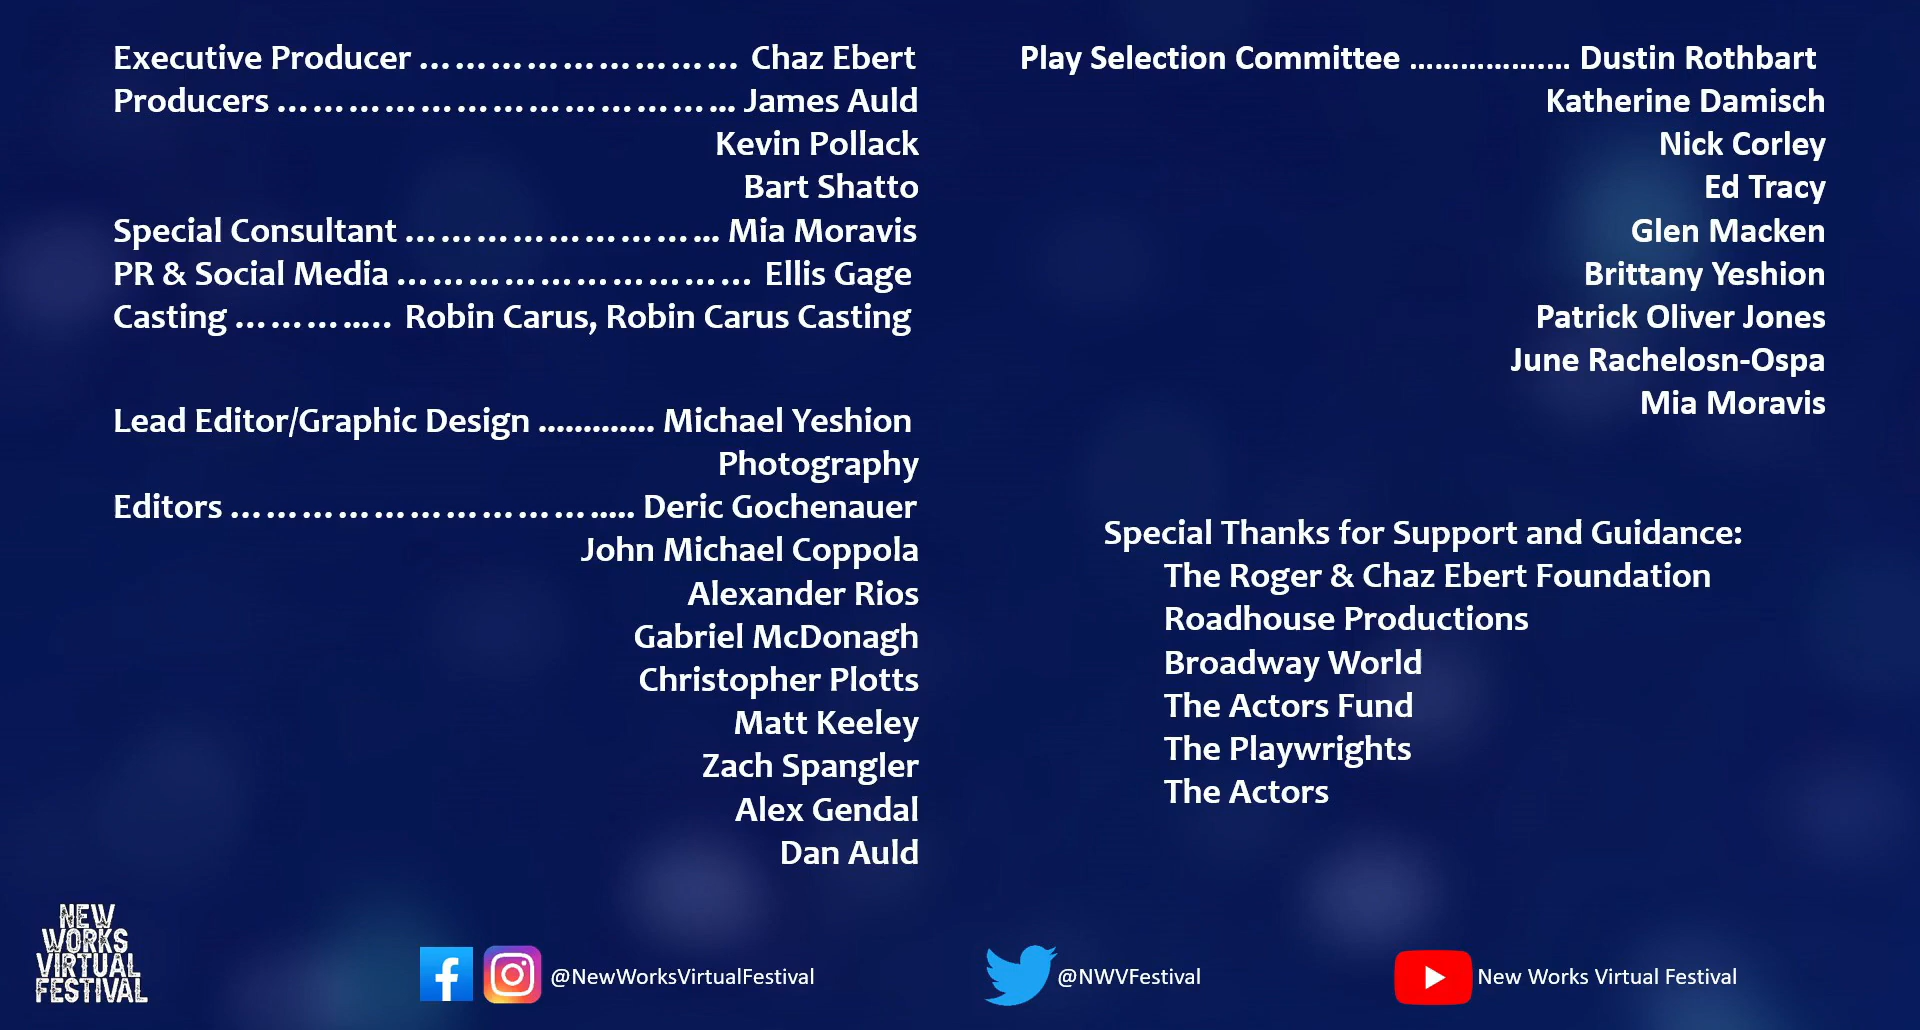 Executive Producer ……………………… Chaz Ebert
Producers ………………………………... James Auld
Kevin Pollack
Bart Shatto
Special Consultant ……………………... Mia Moravis
PR & Social Media ………………………… Ellis Gage
Casting ………..... Robin Carus, Robin Carus Casting
Lead Editor/Graphic Design ............. Michael Yeshion
Photography
Editors …………………………..... Deric Gochenauer
John Michael Coppola
Alexander Rios
Gabriel McDonagh
Christopher Plotts
Matt Keeley
Zach Spangler
Alex Gendal
Dan Auld
Play Selection Committee ……………..... Dustin Rothbart
Katherine Damisch
Nick Corley
Ed Tracy
Glen Macken
Brittany Yeshion
Patrick Oliver Jones
June Rachelosn-Ospa
Mia Moravis
Special Thanks for Support and Guidance:
The Roger & Chaz Ebert Foundation
Roadhouse Productions
Broadway World
The Actors Fund
The Playwrights
The Actors
NEW
WORKS
VIRTUAL
FESTIVAL
@NewWorksVirtualFestival
@NWVFestival
New Works Virtual Festival